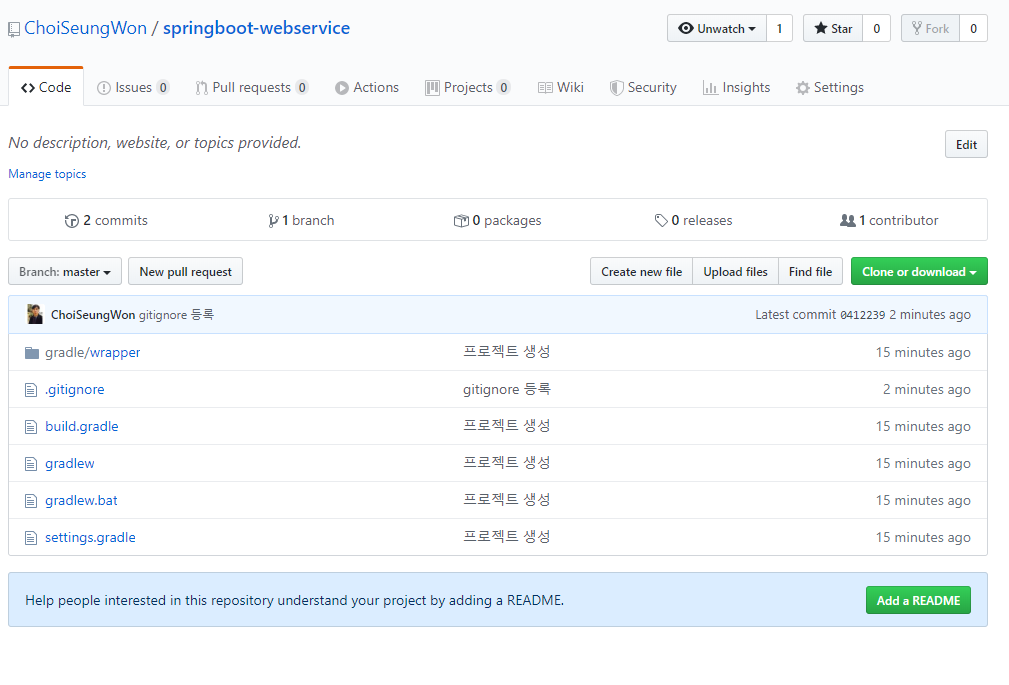 ChoiSeungWon / springboot-webservice Unwatch 1 Star 0 Fork 0
Code Issues 0 Pull requests 0 Actions Projects 0 Wiki Security Insights Settings
No description, website, or topics provided. Edit
Manage topics
2 commits 1 branch 0 packages 0 releases 1 contributor
Branch: master New pull request Create new file Upload files Find file Clone or download
ChoiSeungWon gitignore 등록 Latest commit 0412239 2 minutes ago
gradle/wrapper 프로젝트 생성 15 minutes ago
.gitignore gitignore 등록 2 minutes ago
build.gradle 프로젝트 생성 15 minutes ago
gradlew 프로젝트 생성 15 minutes ago
gradlew.bat 프로젝트 생성 15 minutes ago
settings.gradle 프로젝트 생성 15 minutes ago
Help people interested in this repository understand your project by adding a README. Add a README